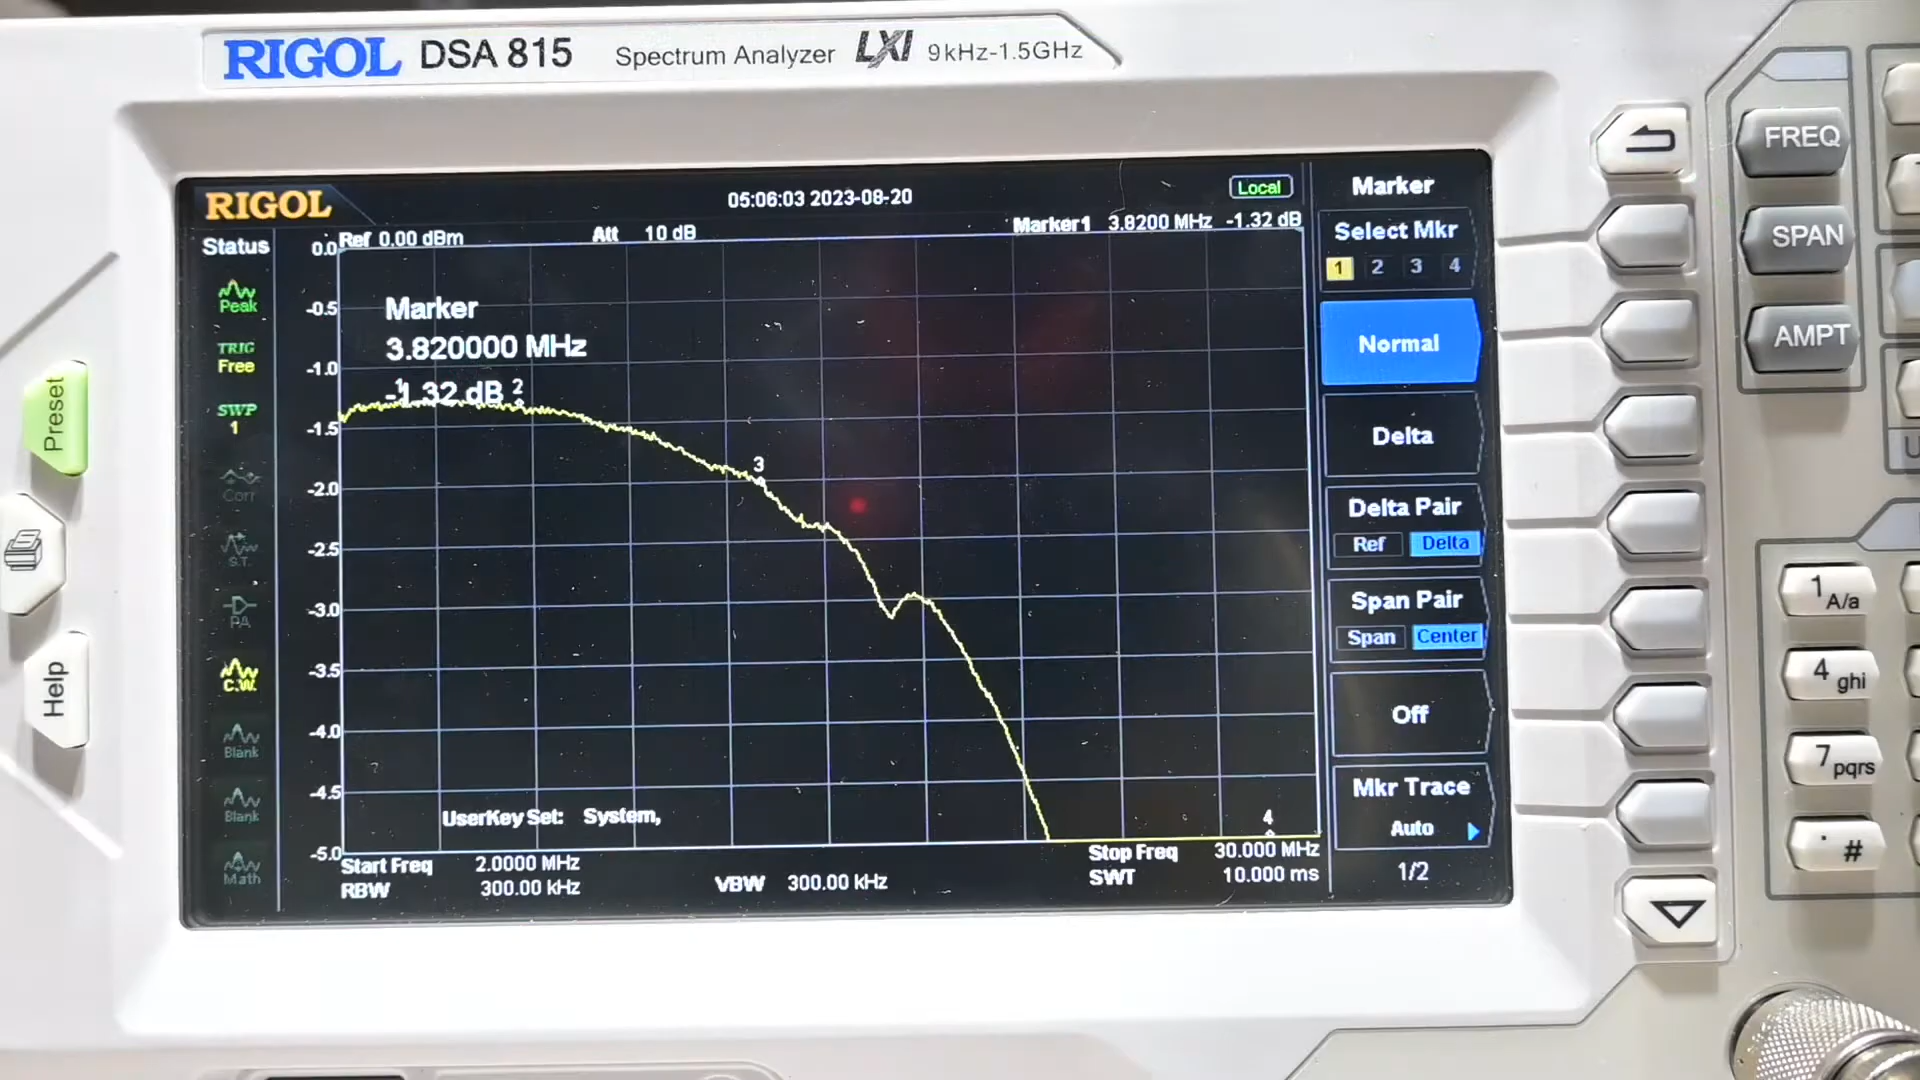 RIGOL DSA 815 Spectrum Analyzer LXI 9kHz-1.5GHz
RIGOL 05:06:03 2023-08-20 Local
Status
Ref 0.00 dBm Att 10 dB Marker1 3.8200 MHz -1.32 dB
0.0
-0.5
-1.0
-1.5
-2.0
-2.5
-3.0
-3.5
-4.0
-4.5
-5.0
Marker
3.820000 MHz
-1.32 dB
1
2
3
4
UserKey Set: System,
Start Freq 2.0000 MHz Stop Freq 30.000 MHz
RBW 300.00 kHz VBW 300.00 kHz SWT 10.000 ms
Peak
TRIG
Free
SWP
1
Corr
S.T.
PA
C.W.
Blank
Blank
Math
Marker
Select Mkr
1 2 3 4
Normal
Delta
Delta Pair
Ref Delta
Span Pair
Span Center
Off
Mkr Trace
Auto
1/2
Preset
Help
FREQ
SPAN
AMPT
1 A/a
4 ghi
7 pqrs
. #